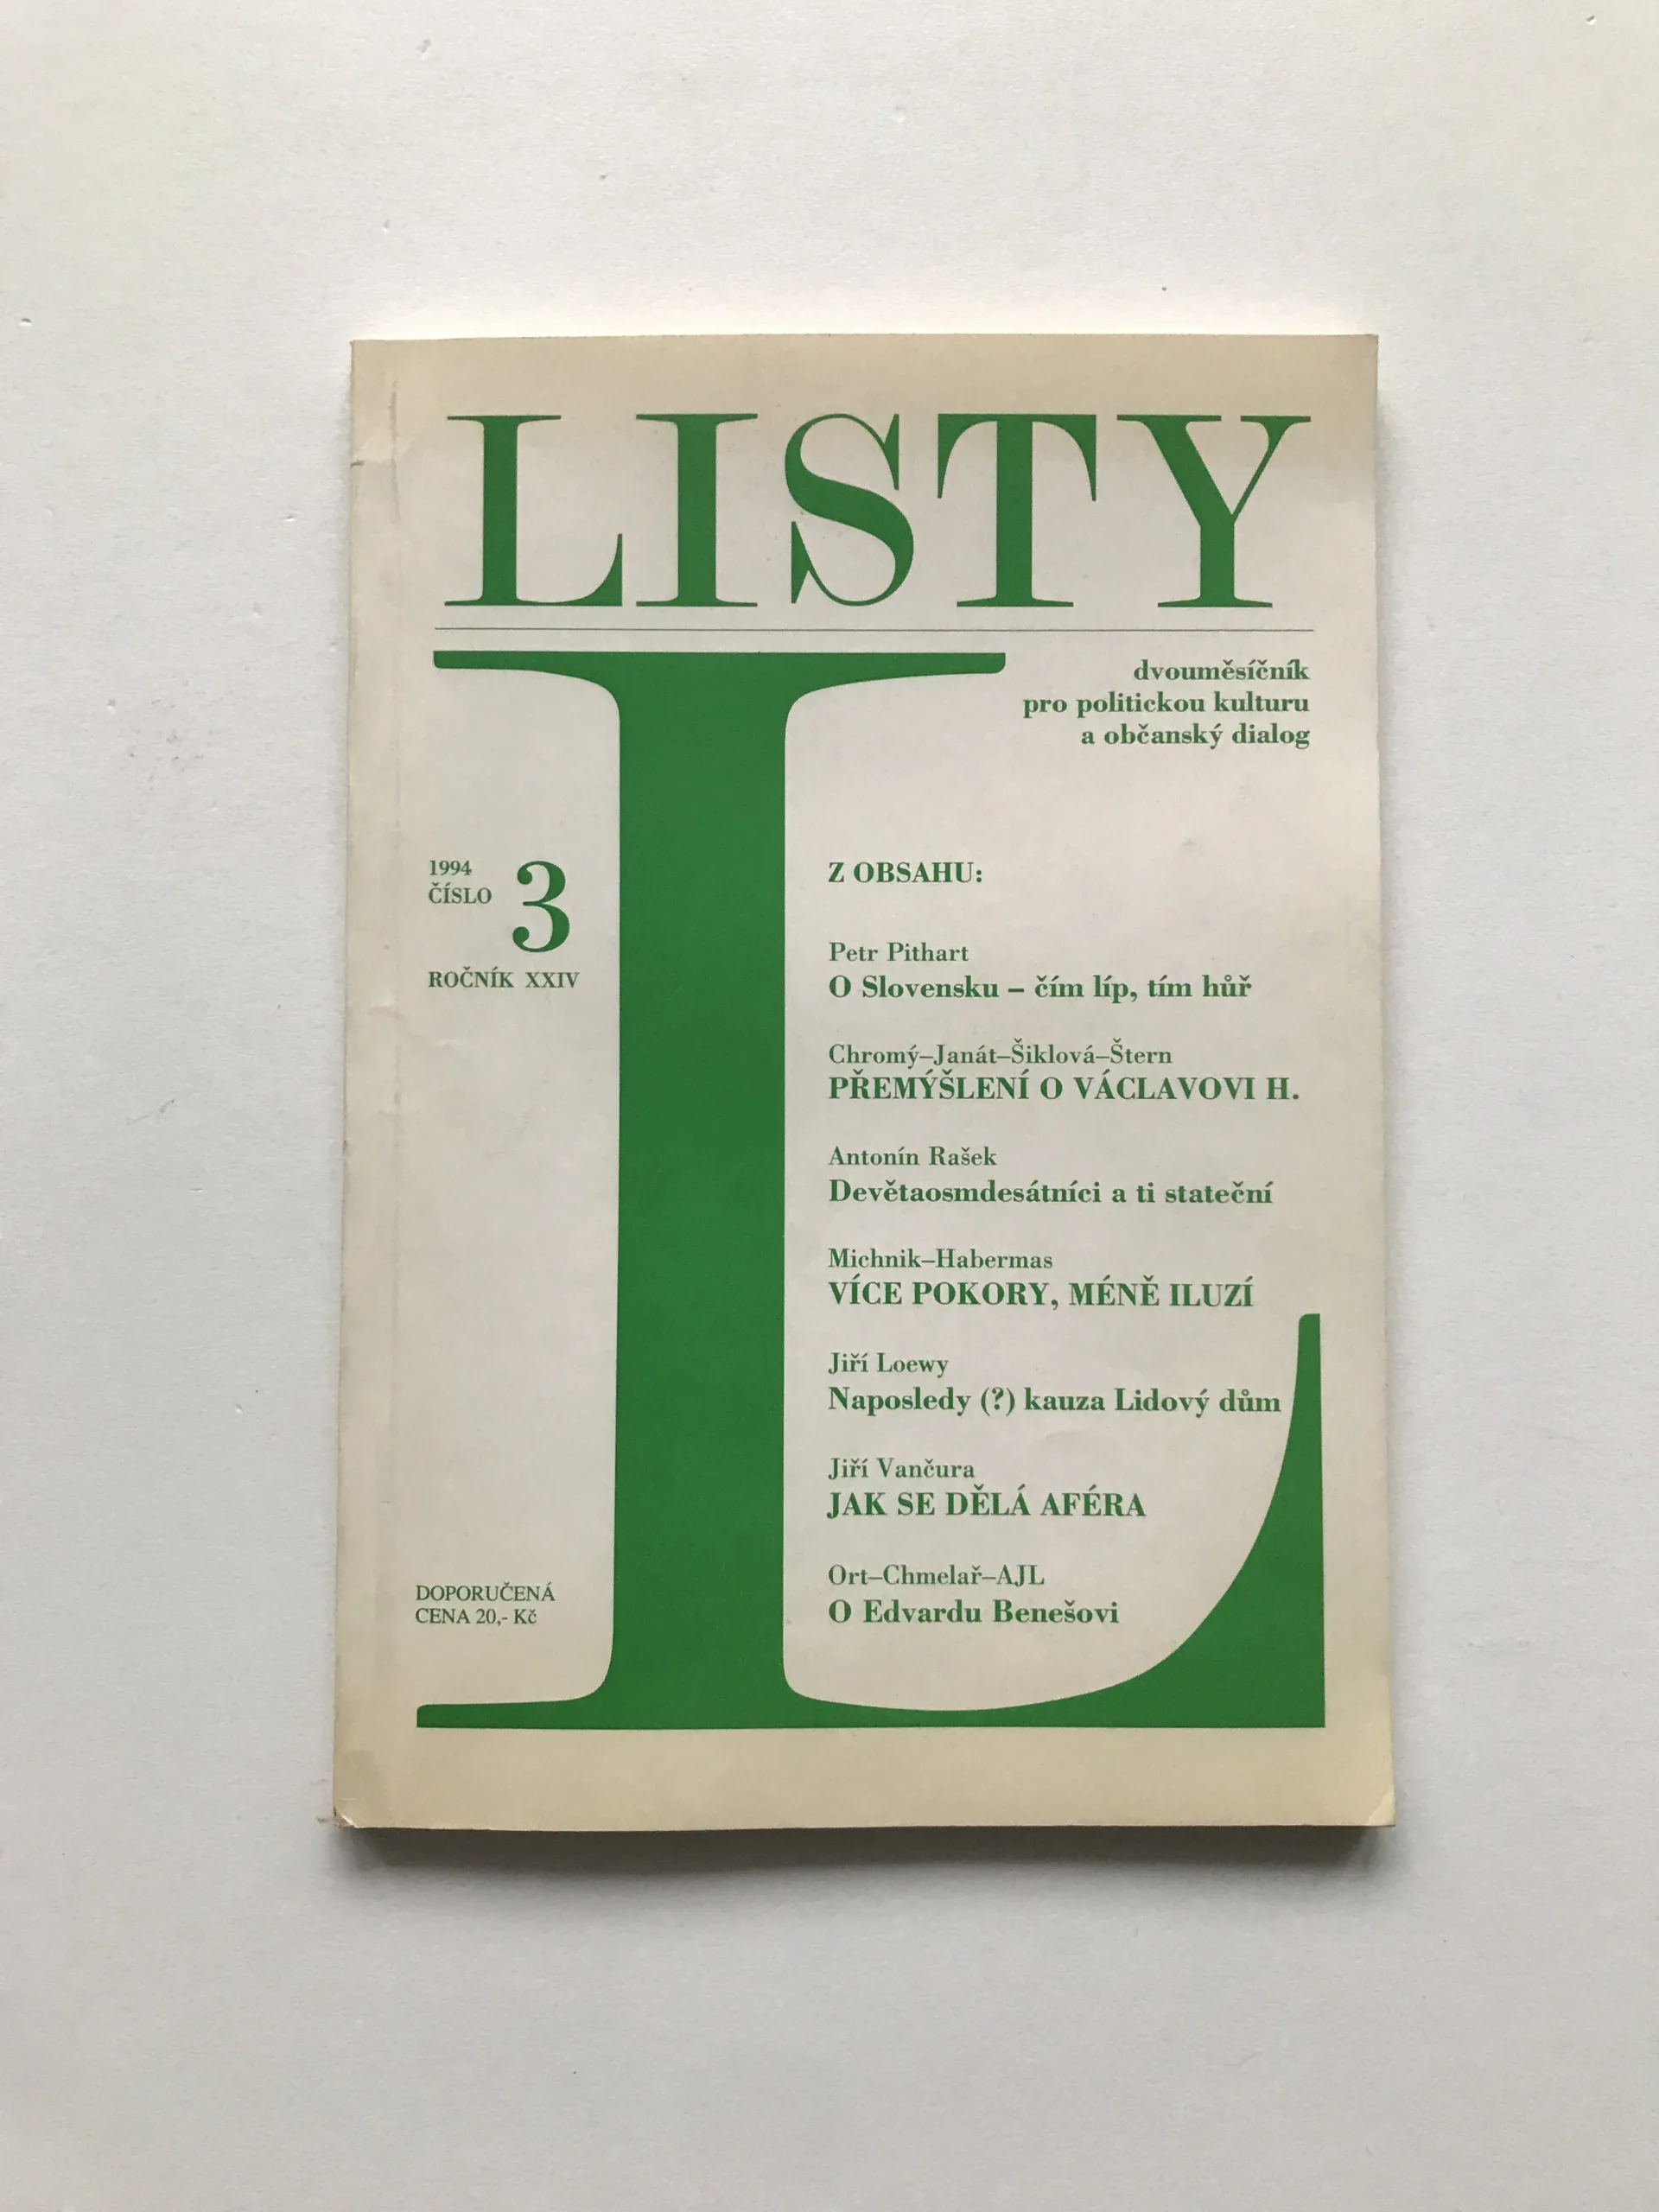 LISTY
dvouměsíčník
pro politickou kulturu
a občanský dialog
1994
ČÍSLO 3
ROČNÍK XXIV
Z OBSAHU:
Petr Pithart
O Slovensku – čím líp, tím hůř
Chromý–Janát–Šiklová–Štern
PŘEMÝŠLENÍ O VÁCLAVOVI H.
Antonín Rašek
Devětaosmdesátníci a ti stateční
Michnik–Habermas
VÍCE POKORY, MÉNĚ ILUZÍ
Jiří Loewy
Naposledy (?) kauza Lidový dům
Jiří Vančura
JAK SE DĚLÁ AFÉRA
Ort–Chmelař–AJL
O Edvardu Benešovi
DOPORUČENÁ
CENA 20,- Kč
L